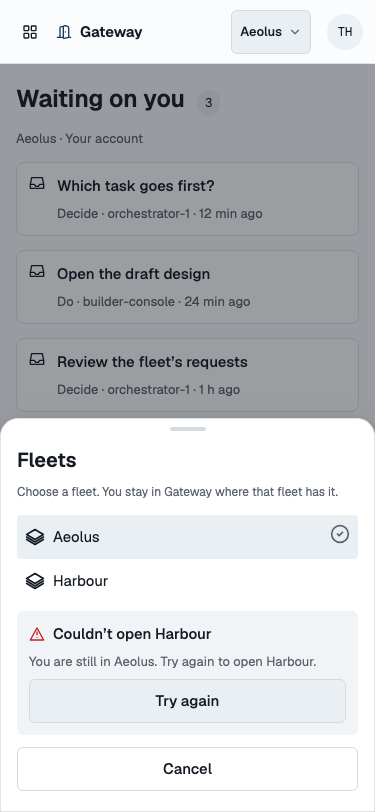 Gateway
Aeolus
TH
Waiting on you 3
Aeolus · Your account
Which task goes first?
Decide · orchestrator-1 · 12 min ago
Open the draft design
Do · builder-console · 24 min ago
Review the fleet’s requests
Decide · orchestrator-1 · 1 h ago
Fleets
Choose a fleet. You stay in Gateway where that fleet has it.
Aeolus
Harbour
Couldn’t open Harbour
You are still in Aeolus. Try again to open Harbour.
Try again
Cancel